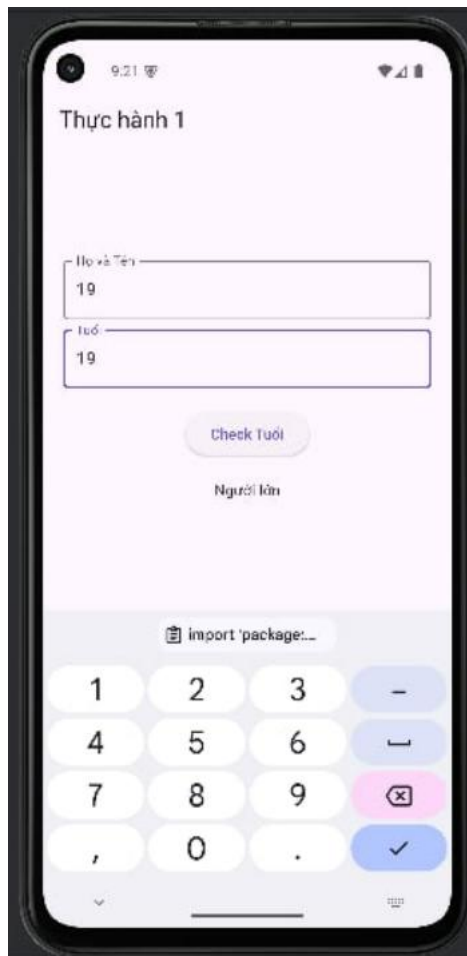 9:21
Thực hành 1
Họ và Tên
19
Tuổi
19
Check Tuổi
Người lớn
import 'package:...
1 2 3 –
4 5 6
7 8 9
, 0 .